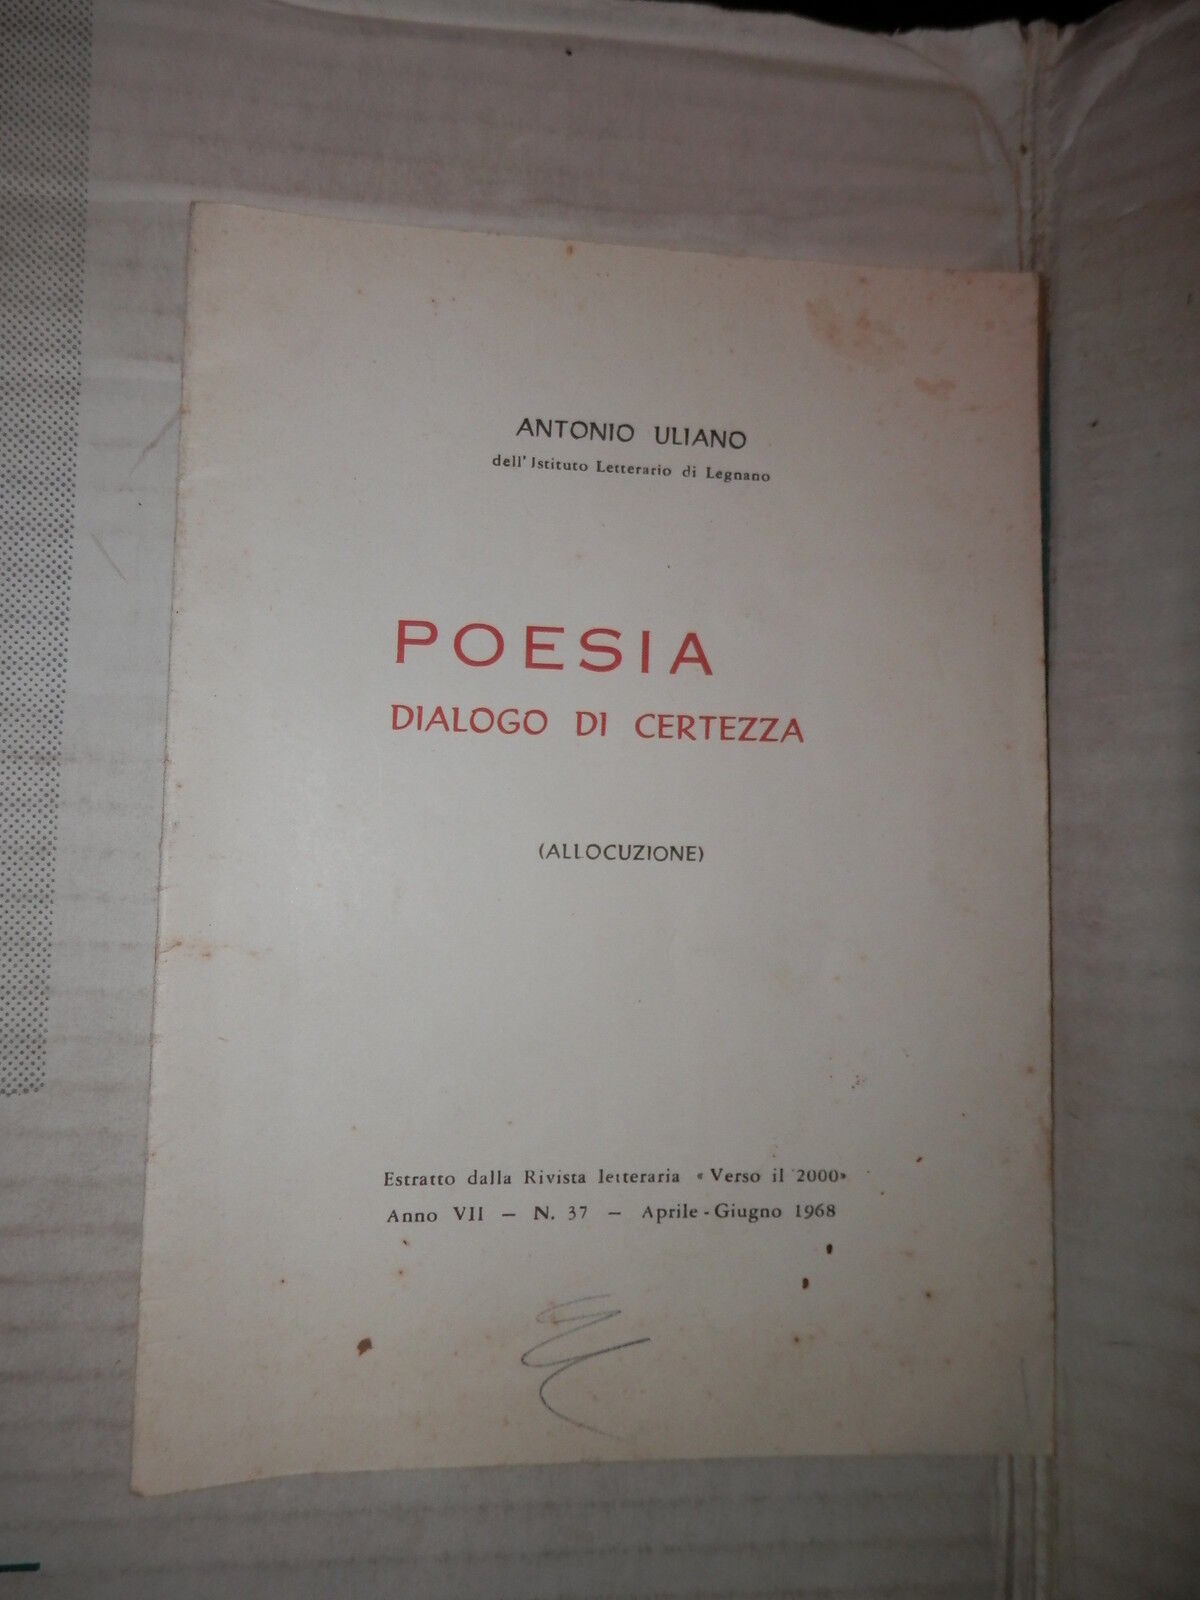 ANTONIO ULIANO
dell'Istituto Letterario di Legnano
POESIA
DIALOGO DI CERTEZZA
(ALLOCUZIONE)
Estratto dalla Rivista letteraria « Verso il 2000»
Anno VII – N. 37 – Aprile - Giugno 1968